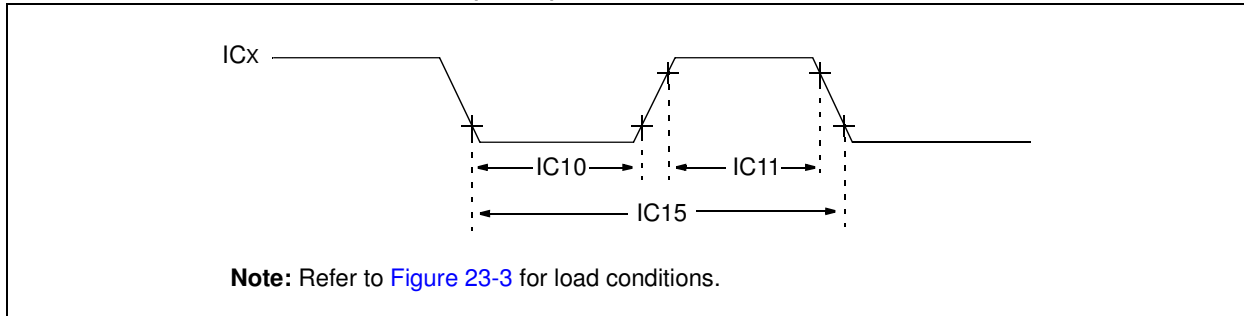 ICx
IC10
IC11
IC15
Note: Refer to Figure 23-3 for load conditions.